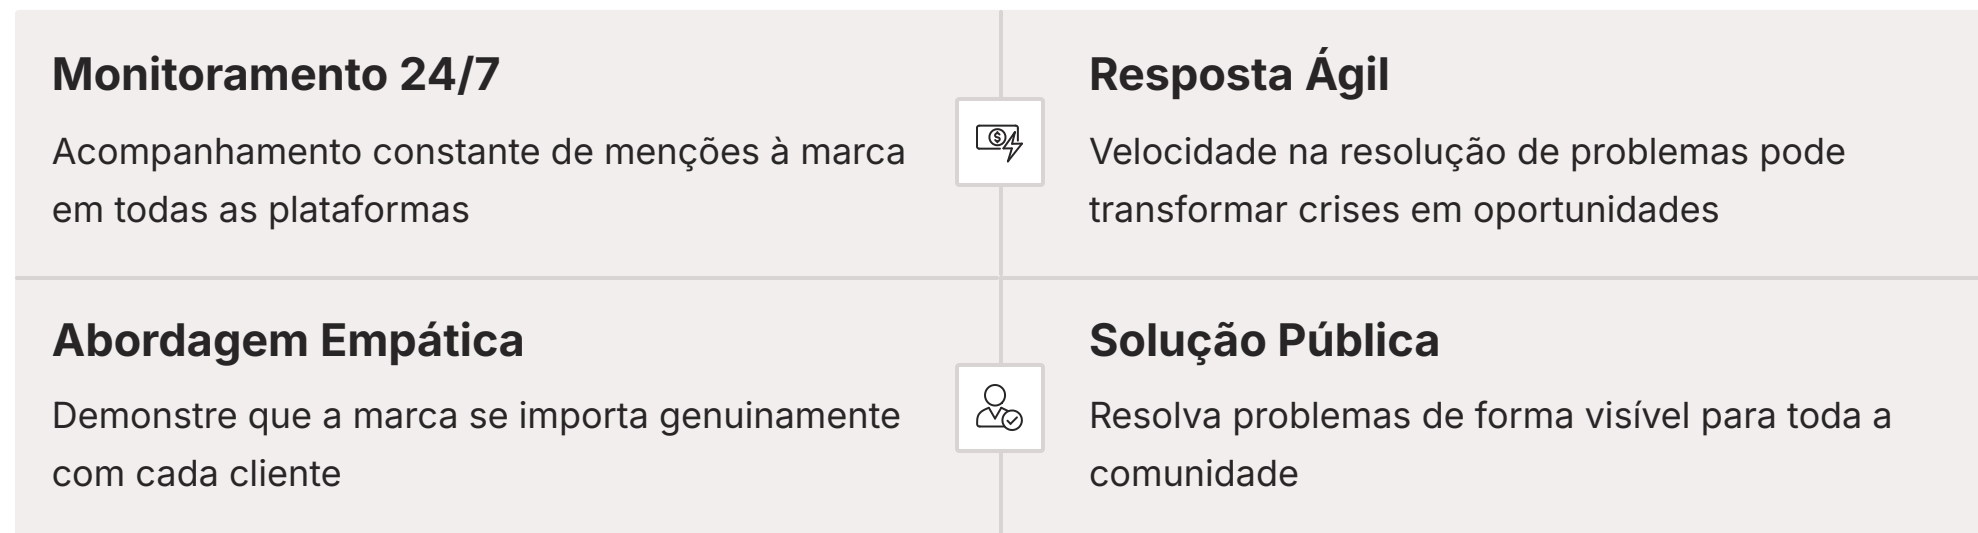 Monitoramento 24/7
Acompanhamento constante de menções à marca
em todas as plataformas
Resposta Ágil
Velocidade na resolução de problemas pode
transformar crises em oportunidades
Abordagem Empática
Demonstre que a marca se importa genuinamente
com cada cliente
Solução Pública
Resolva problemas de forma visível para toda a
comunidade